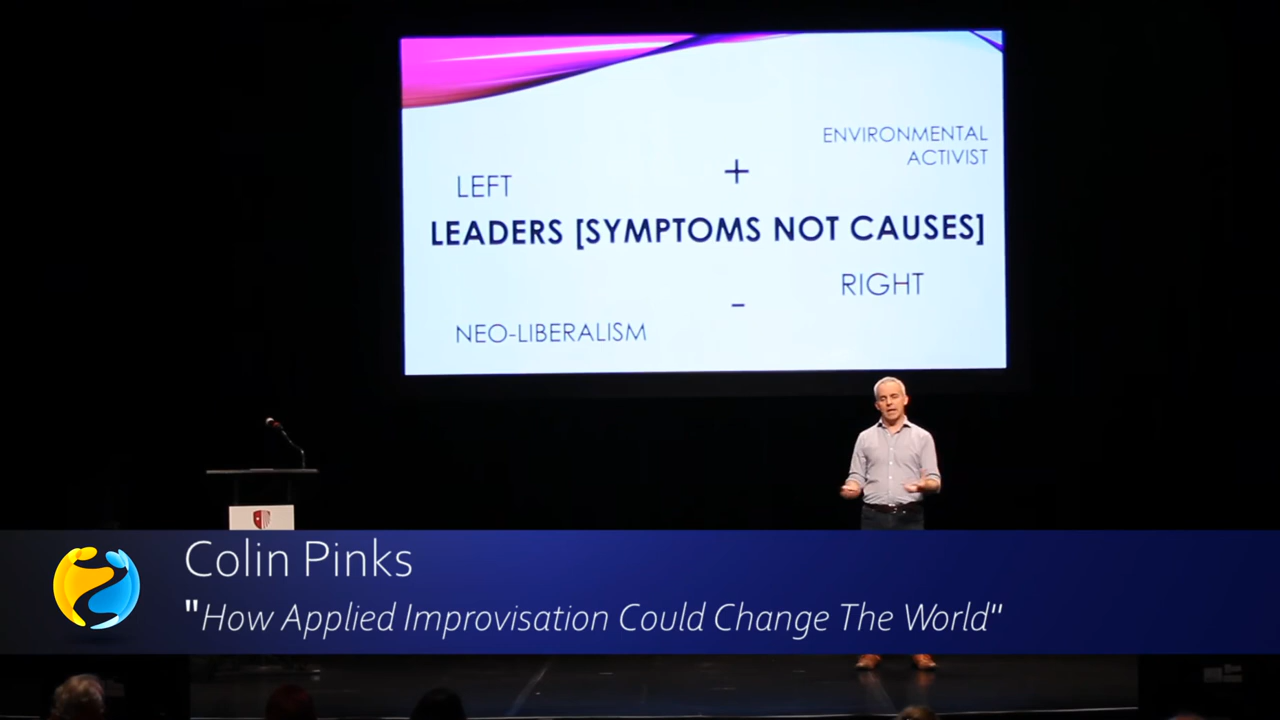 ENVIRONMENTAL
ACTIVIST
+
LEFT
LEADERS [SYMPTOMS NOT CAUSES]
RIGHT
-
NEO-LIBERALISM
Colin Pinks
"How Applied Improvisation Could Change The World"